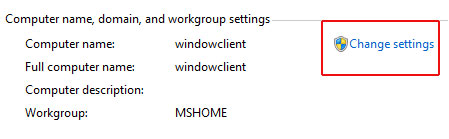 Computer name, domain, and workgroup settings
Computer name: windowclient Change settings
Full computer name: windowclient
Computer description:
Workgroup: MSHOME